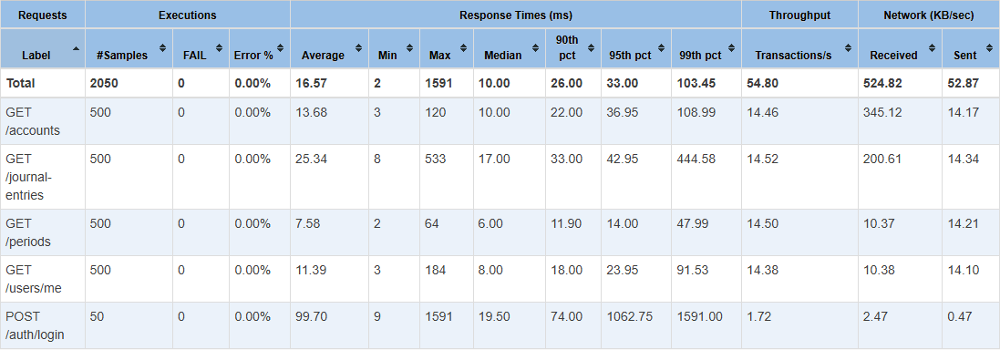 Requests Executions Response Times (ms) Throughput Network (KB/sec)
Label #Samples FAIL Error % Average Min Max Median 90th pct 95th pct 99th pct Transactions/s Received Sent
Total 2050 0 0.00% 16.57 2 1591 10.00 26.00 33.00 103.45 54.80 524.82 52.87
GET 500 0 0.00% 13.68 3 120 10.00 22.00 36.95 108.99 14.46 345.12 14.17
/accounts
GET 500 0 0.00% 25.34 8 533 17.00 33.00 42.95 444.58 14.52 200.61 14.34
/journal-
entries
GET 500 0 0.00% 7.58 2 64 6.00 11.90 14.00 47.99 14.50 10.37 14.21
/periods
GET 500 0 0.00% 11.39 3 184 8.00 18.00 23.95 91.53 14.38 10.38 14.10
/users/me
POST 50 0 0.00% 99.70 9 1591 19.50 74.00 1062.75 1591.00 1.72 2.47 0.47
/auth/login